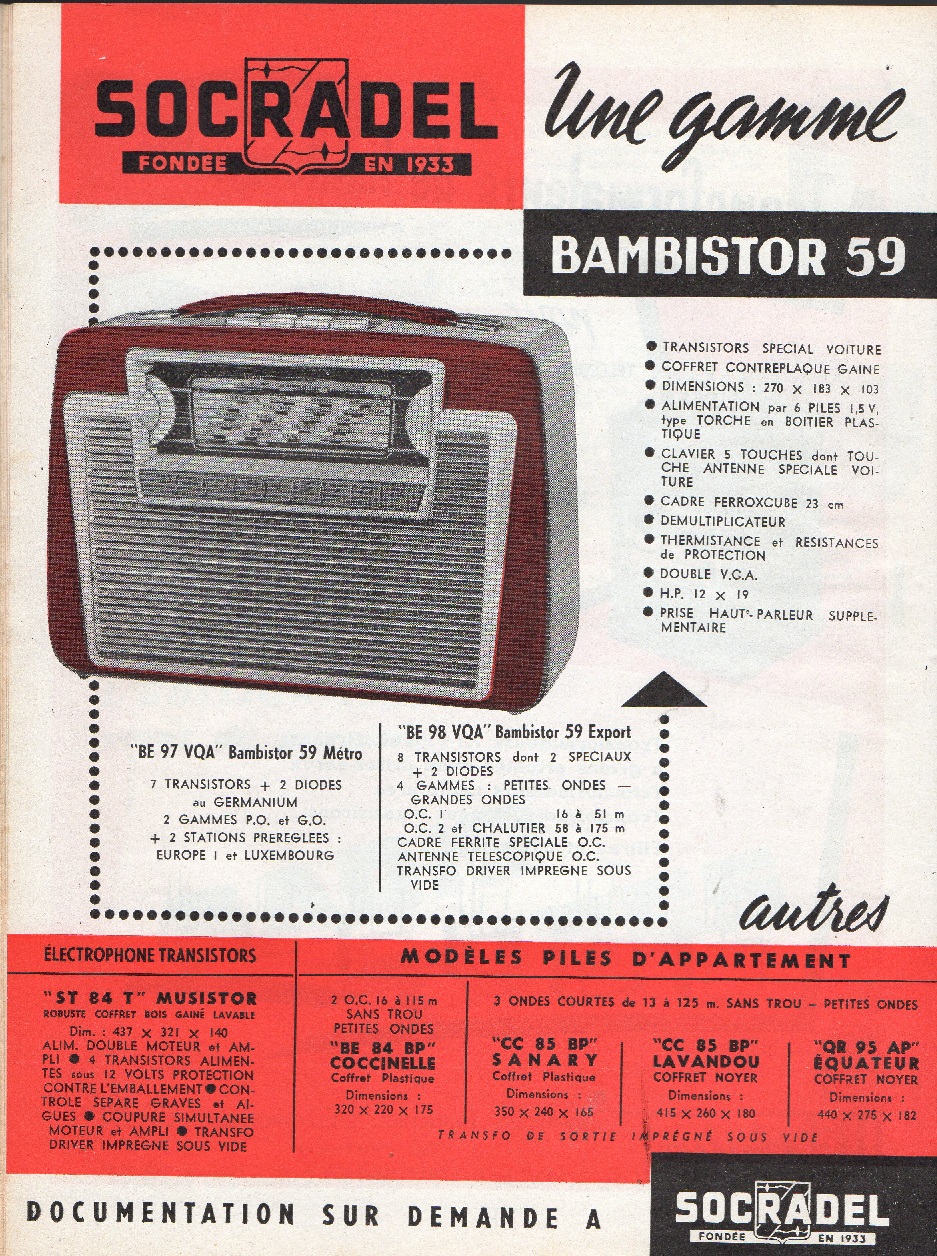 SOCRADEL
FONDÉE EN 1933
Une gamme
BAMBISTOR 59
● TRANSISTORS SPECIAL VOITURE
● COFFRET CONTREPLAQUE GAINE
● DIMENSIONS : 270 × 183 × 103
● ALIMENTATION par 6 PILES 1,5 V,
type TORCHE en BOITIER PLAS-
TIQUE
● CLAVIER 5 TOUCHES dont TOU-
CHE ANTENNE SPECIALE VOI-
TURE
● CADRE FERROXCUBE 23 cm
● DEMULTIPLICATEUR
● THERMISTANCE et RESISTANCES
de PROTECTION
● DOUBLE V.C.A.
● H.P. 12 × 19
● PRISE HAUT-PARLEUR SUPPLE-
MENTAIRE
"BE 97 VQA" Bambistor 59 Métro
7 TRANSISTORS + 2 DIODES
au GERMANIUM
2 GAMMES P.O. et G.O.
+ 2 STATIONS PREREGLEES :
EUROPE I et LUXEMBOURG
"BE 98 VQA" Bambistor 59 Export
8 TRANSISTORS dont 2 SPECIAUX
+ 2 DIODES
4 GAMMES : PETITES ONDES —
GRANDES ONDES
O.C. 1 16 à 51 m
O.C. 2 et CHALUTIER 58 à 175 m
CADRE FERRITE SPECIALE O.C.
ANTENNE TELESCOPIQUE O.C.
TRANSFO DRIVER IMPREGNE SOUS
VIDE
autres
ÉLECTROPHONE TRANSISTORS
"ST 84 T" MUSISTOR
ROBUSTE COFFRET BOIS GAINÉ LAVABLE
Dim. : 437 × 321 × 140
ALIM. DOUBLE MOTEUR et AM-
PLI ● 4 TRANSISTORS ALIMEN-
TES sous 12 VOLTS PROTECTION
CONTRE L'EMBALLEMENT ● CON-
TROLE SEPARE GRAVES et AI-
GUES ● COUPURE SIMULTANEE
MOTEUR et AMPLI ● TRANSFO
DRIVER IMPREGNE SOUS VIDE
MODÈLES PILES D'APPARTEMENT
2 O.C. 16 à 115 m
SANS TROU
PETITES ONDES
"BE 84 BP"
COCCINELLE
Coffret Plastique
Dimensions :
320 × 220 × 175
3 ONDES COURTES de 13 à 125 m. SANS TROU – PETITES ONDES
"CC 85 BP"
SANARY
Coffret Plastique
Dimensions :
350 × 240 × 165
"CC 85 BP"
LAVANDOU
COFFRET NOYER
Dimensions :
415 × 260 × 180
"QR 95 AP"
ÉQUATEUR
COFFRET NOYER
Dimensions :
440 × 275 × 182
TRANSFO DE SORTIE IMPRÉGNÉ SOUS VIDE
DOCUMENTATION SUR DEMANDE A
SOCRADEL
FONDÉE EN 1933